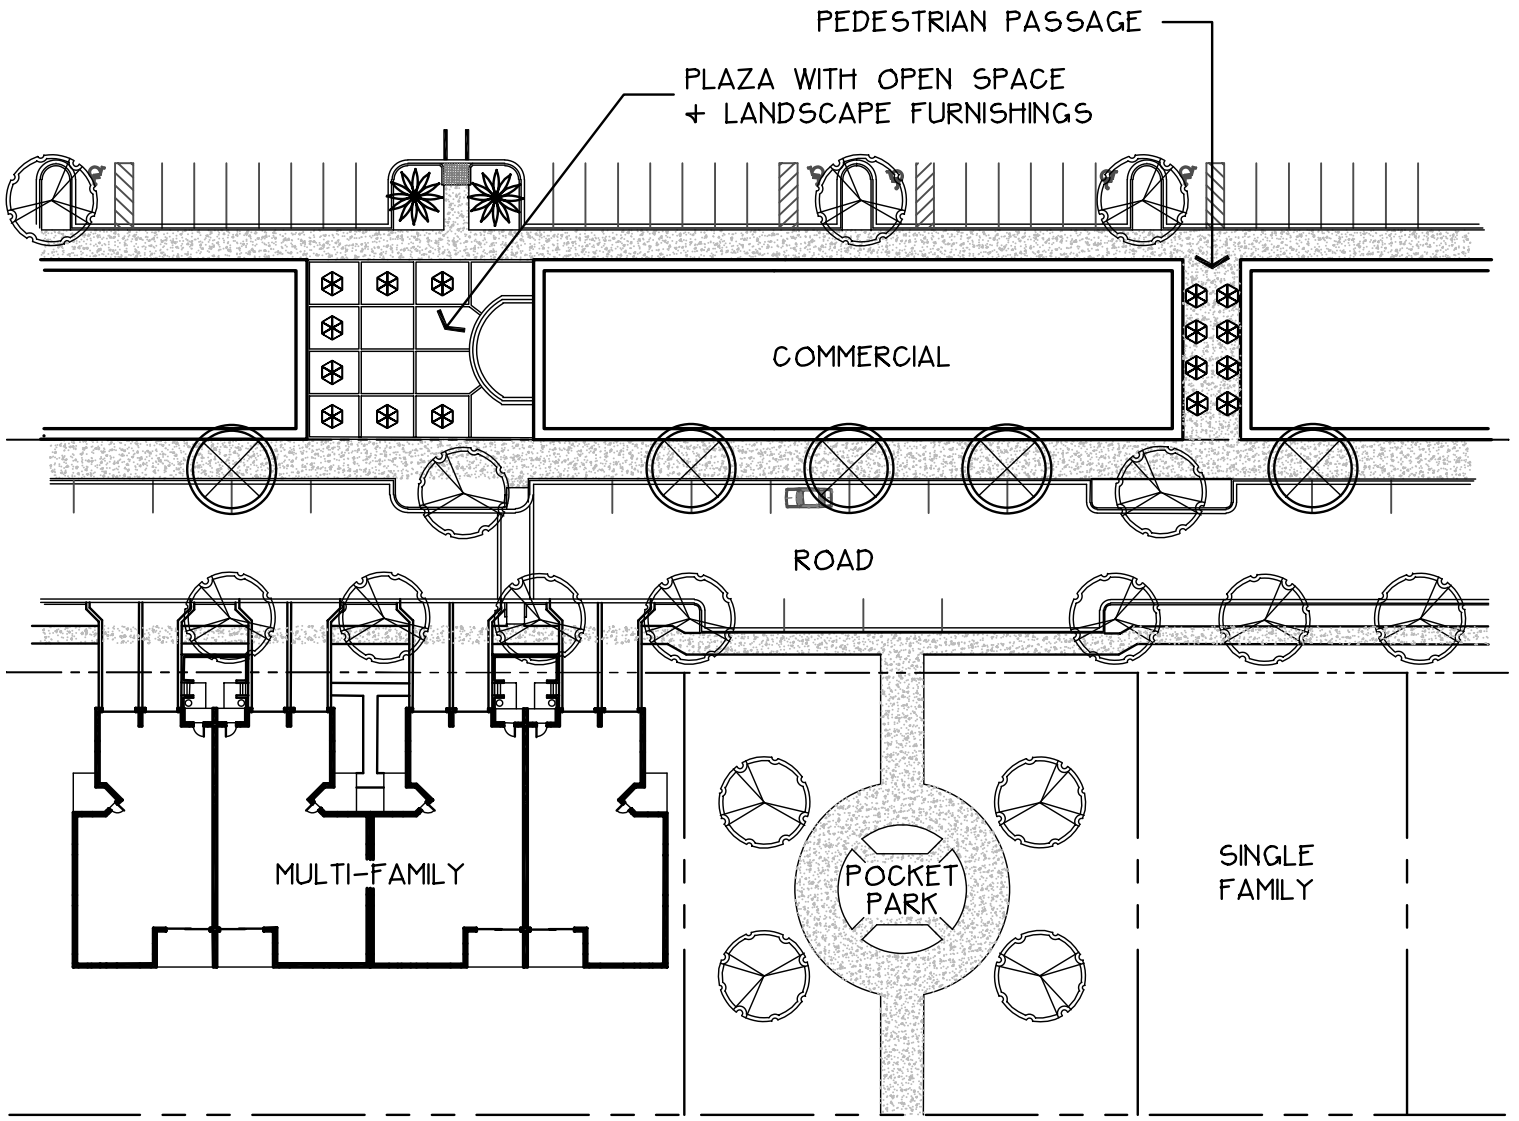 PEDESTRIAN PASSAGE
PLAZA WITH OPEN SPACE
+ LANDSCAPE FURNISHINGS
COMMERCIAL
ROAD
MULTI-FAMILY
POCKET
PARK
SINGLE
FAMILY